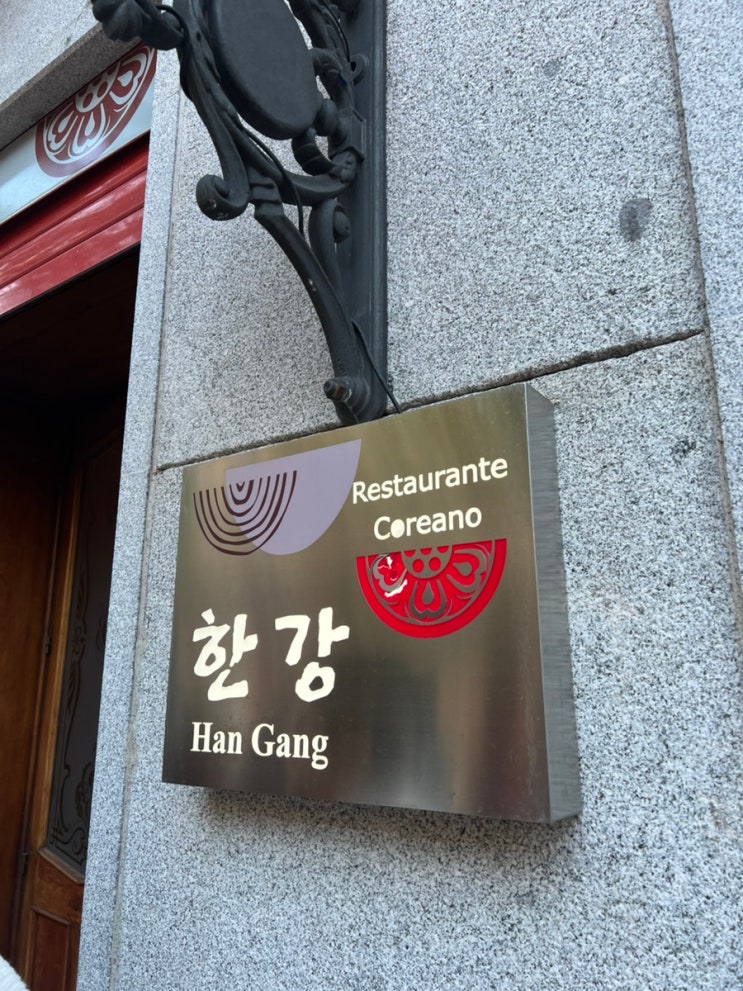 Restaurante
Coreano
한강
Han Gang